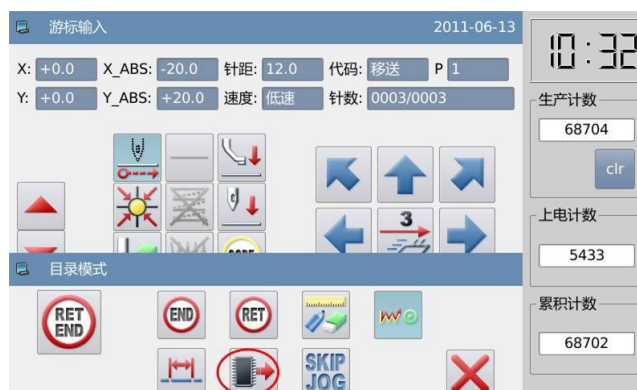 游标输入 2011-06-13
10:32
X: +0.0 X_ABS: -20.0 针距: 12.0 代码: 移送 P 1
Y: +0.0 Y_ABS: +20.0 速度: 低速 针数: 0003/0003
生产计数
68704
clr
上电计数
5433
累积计数
68702
3
目录模式
RET
END
END
RET
SKIP
JOG